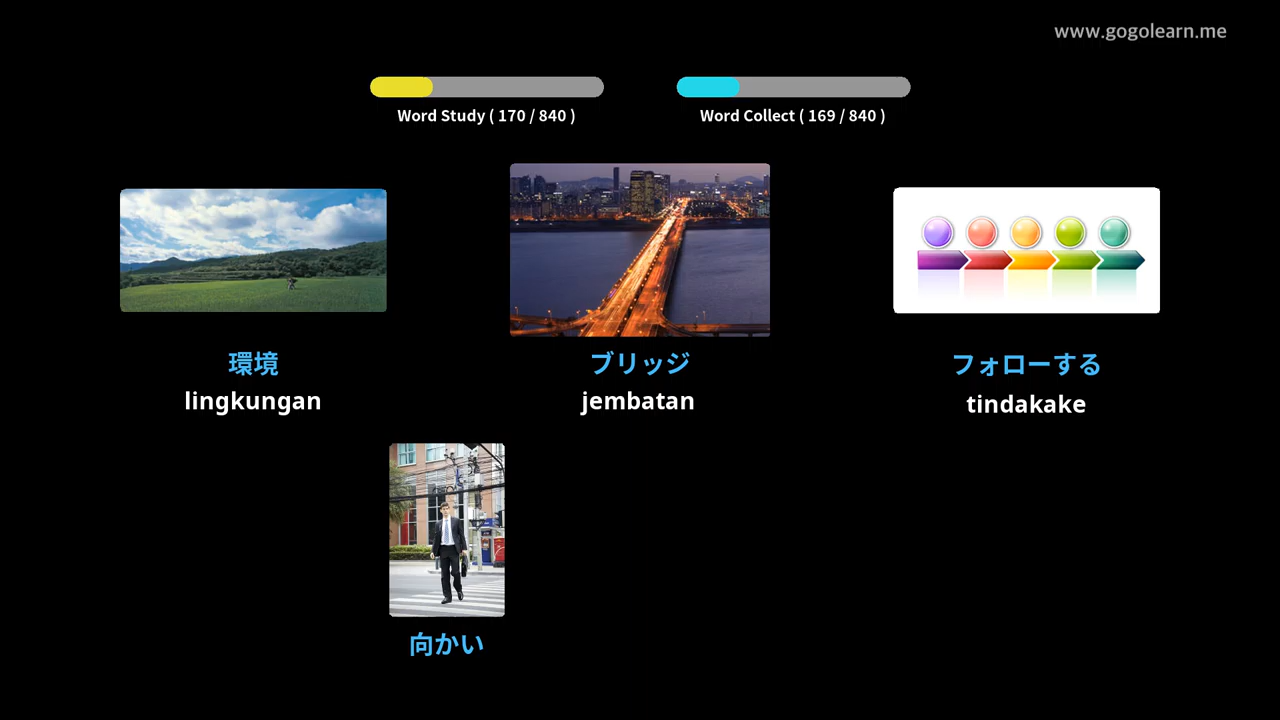 www.gogolearn.me
Word Study ( 170 / 840 )
Word Collect ( 169 / 840 )
環境
lingkungan
ブリッジ
jembatan
フォローする
tindakake
向かい